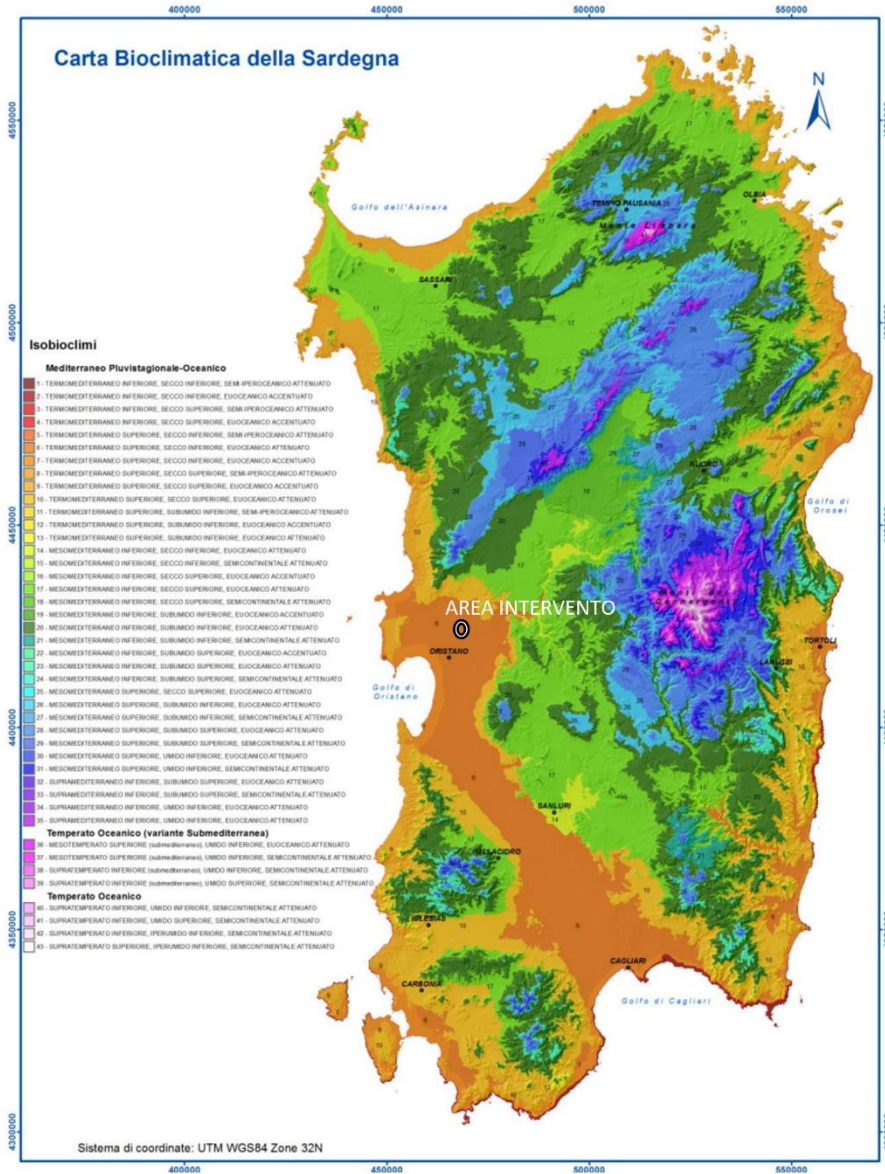 400000 450000 500000 550000
Carta Bioclimatica della Sardegna
N
4550000
Golfo dell'Asinara
OLBIA
TEMPIO PAUSANIA
Monte Limbara
SASSARI
4500000
Isobioclimi
Mediterraneo Pluvistagionale-Oceanico
1 - TERMOMEDITERRANEO INFERIORE, SECCO INFERIORE, SEMI-IPEROCEANICO ATTENUATO
2 - TERMOMEDITERRANEO INFERIORE, SECCO INFERIORE, EUOCEANICO ACCENTUATO
3 - TERMOMEDITERRANEO INFERIORE, SECCO SUPERIORE, SEMI-IPEROCEANICO ATTENUATO
4 - TERMOMEDITERRANEO INFERIORE, SECCO SUPERIORE, EUOCEANICO ACCENTUATO
5 - TERMOMEDITERRANEO SUPERIORE, SECCO INFERIORE, SEMI-IPEROCEANICO ATTENUATO
6 - TERMOMEDITERRANEO SUPERIORE, SECCO INFERIORE, EUOCEANICO ATTENUATO
7 - TERMOMEDITERRANEO SUPERIORE, SECCO INFERIORE, EUOCEANICO ACCENTUATO
8 - TERMOMEDITERRANEO SUPERIORE, SECCO SUPERIORE, SEMI-IPEROCEANICO ATTENUATO
9 - TERMOMEDITERRANEO SUPERIORE, SECCO SUPERIORE, EUOCEANICO ACCENTUATO
10 - TERMOMEDITERRANEO SUPERIORE, SECCO SUPERIORE, EUOCEANICO ATTENUATO
11 - TERMOMEDITERRANEO SUPERIORE, SUBUMIDO INFERIORE, SEMI-IPEROCEANICO ATTENUATO
12 - TERMOMEDITERRANEO SUPERIORE, SUBUMIDO INFERIORE, EUOCEANICO ACCENTUATO
13 - TERMOMEDITERRANEO SUPERIORE, SUBUMIDO INFERIORE, EUOCEANICO ATTENUATO
14 - MESOMEDITERRANEO INFERIORE, SECCO INFERIORE, EUOCEANICO ATTENUATO
15 - MESOMEDITERRANEO INFERIORE, SECCO INFERIORE, SEMICONTINENTALE ATTENUATO
16 - MESOMEDITERRANEO INFERIORE, SECCO SUPERIORE, EUOCEANICO ACCENTUATO
17 - MESOMEDITERRANEO INFERIORE, SECCO SUPERIORE, EUOCEANICO ATTENUATO
18 - MESOMEDITERRANEO INFERIORE, SECCO SUPERIORE, SEMICONTINENTALE ATTENUATO
19 - MESOMEDITERRANEO INFERIORE, SUBUMIDO INFERIORE, EUOCEANICO ACCENTUATO
20 - MESOMEDITERRANEO INFERIORE, SUBUMIDO INFERIORE, EUOCEANICO ATTENUATO
21 - MESOMEDITERRANEO INFERIORE, SUBUMIDO INFERIORE, SEMICONTINENTALE ATTENUATO
22 - MESOMEDITERRANEO INFERIORE, SUBUMIDO SUPERIORE, EUOCEANICO ACCENTUATO
23 - MESOMEDITERRANEO INFERIORE, SUBUMIDO SUPERIORE, EUOCEANICO ATTENUATO
24 - MESOMEDITERRANEO INFERIORE, SUBUMIDO SUPERIORE, SEMICONTINENTALE ATTENUATO
25 - MESOMEDITERRANEO SUPERIORE, SECCO SUPERIORE, EUOCEANICO ATTENUATO
26 - MESOMEDITERRANEO SUPERIORE, SUBUMIDO INFERIORE, EUOCEANICO ATTENUATO
27 - MESOMEDITERRANEO SUPERIORE, SUBUMIDO INFERIORE, SEMICONTINENTALE ATTENUATO
28 - MESOMEDITERRANEO SUPERIORE, SUBUMIDO SUPERIORE, EUOCEANICO ATTENUATO
29 - MESOMEDITERRANEO SUPERIORE, SUBUMIDO SUPERIORE, SEMICONTINENTALE ATTENUATO
30 - MESOMEDITERRANEO SUPERIORE, UMIDO INFERIORE, EUOCEANICO ATTENUATO
31 - MESOMEDITERRANEO SUPERIORE, UMIDO INFERIORE, SEMICONTINENTALE ATTENUATO
32 - SUPRAMEDITERRANEO INFERIORE, SUBUMIDO SUPERIORE, EUOCEANICO ATTENUATO
33 - SUPRAMEDITERRANEO INFERIORE, SUBUMIDO SUPERIORE, SEMICONTINENTALE ATTENUATO
34 - SUPRAMEDITERRANEO INFERIORE, UMIDO INFERIORE, EUOCEANICO ATTENUATO
35 - SUPRAMEDITERRANEO INFERIORE, UMIDO SUPERIORE, EUOCEANICO ATTENUATO
Temperato Oceanico (variante Submediterranea)
36 - MESOTEMPERATO SUPERIORE (submediterraneo), UMIDO INFERIORE, EUOCEANICO ATTENUATO
37 - MESOTEMPERATO SUPERIORE (submediterraneo), UMIDO INFERIORE, SEMICONTINENTALE ATTENUATO
38 - SUPRATEMPERATO INFERIORE (submediterraneo), UMIDO INFERIORE, SEMICONTINENTALE ATTENUATO
39 - SUPRATEMPERATO INFERIORE (submediterraneo), UMIDO SUPERIORE, SEMICONTINENTALE ATTENUATO
Temperato Oceanico
40 - SUPRATEMPERATO INFERIORE, UMIDO INFERIORE, SEMICONTINENTALE ATTENUATO
41 - SUPRATEMPERATO INFERIORE, UMIDO SUPERIORE, SEMICONTINENTALE ATTENUATO
42 - SUPRATEMPERATO INFERIORE, IPERUMIDO INFERIORE, SEMICONTINENTALE ATTENUATO
43 - SUPRATEMPERATO SUPERIORE, IPERUMIDO INFERIORE, SEMICONTINENTALE ATTENUATO
NUORO
Golfo di
Orosei
4450000
AREA INTERVENTO
ORISTANO
TORTOLI
LANUSEI
Golfo di
Oristano
4400000
SANLURI
VILLACIDRO
IGLESIAS
4350000
CAGLIARI
CARBONIA
Golfo di Cagliari
4300000
Sistema di coordinate: UTM WGS84 Zone 32N
400000 450000 500000 550000